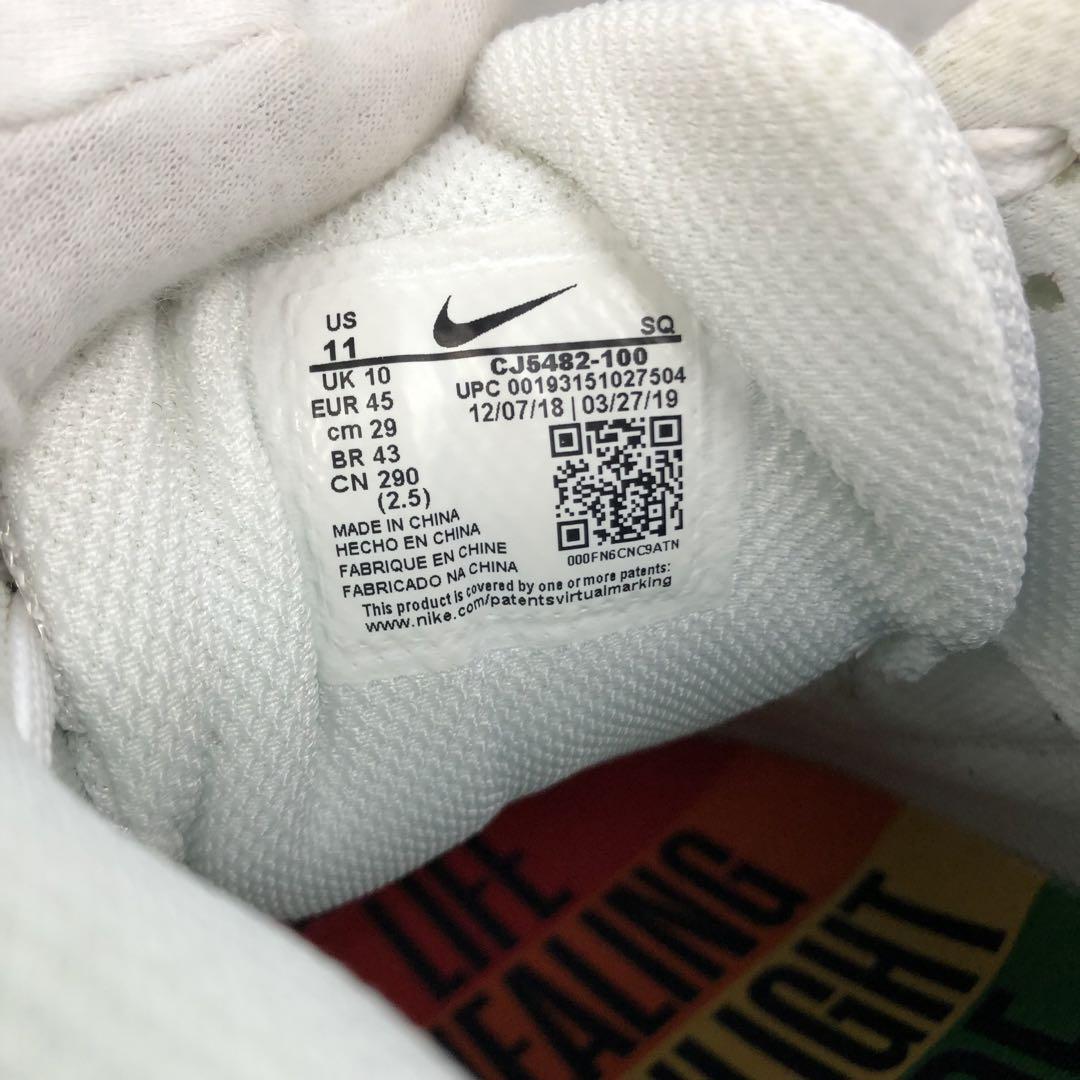 US
11
SQ
UK 10
EUR 45
cm 29
BR 43
CN 290
(2.5)
CJ5482-100
UPC 00193151027504
12/07/18 | 03/27/19
000FN6CNC9ATN
MADE IN CHINA
HECHO EN CHINA
FABRIQUE EN CHINE
FABRICADO NA CHINA
This product is covered by one or more patents:
www.nike.com/patentsvirtualmarking
LIFE